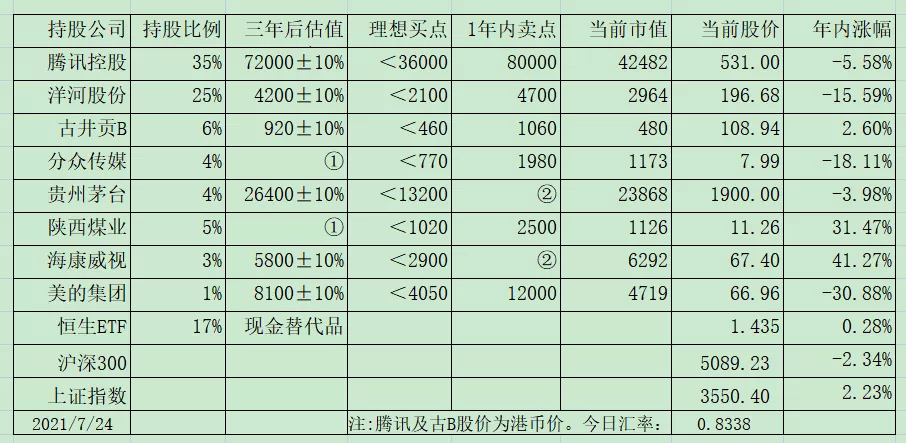 持股公司 持股比例 三年后估值 理想买点 1年内卖点 当前市值 当前股价 年内涨幅
腾讯控股 35% 72000±10% <36000 80000 42482 531.00 -5.58%
洋河股份 25% 4200±10% <2100 4700 2964 196.68 -15.59%
古井贡B 6% 920±10% <460 1060 480 108.94 2.60%
分众传媒 4% ① <770 1980 1173 7.99 -18.11%
贵州茅台 4% 26400±10% <13200 ② 23868 1900.00 -3.98%
陕西煤业 5% ① <1020 2500 1126 11.26 31.47%
海康威视 3% 5800±10% <2900 ② 6292 67.40 41.27%
美的集团 1% 8100±10% <4050 12000 4719 66.96 -30.88%
恒生ETF 17% 现金替代品 1.435 0.28%
沪深300 5089.23 -2.34%
上证指数 3550.40 2.23%
2021/7/24 注:腾讯及古B股价为港币价。今日汇率: 0.8338